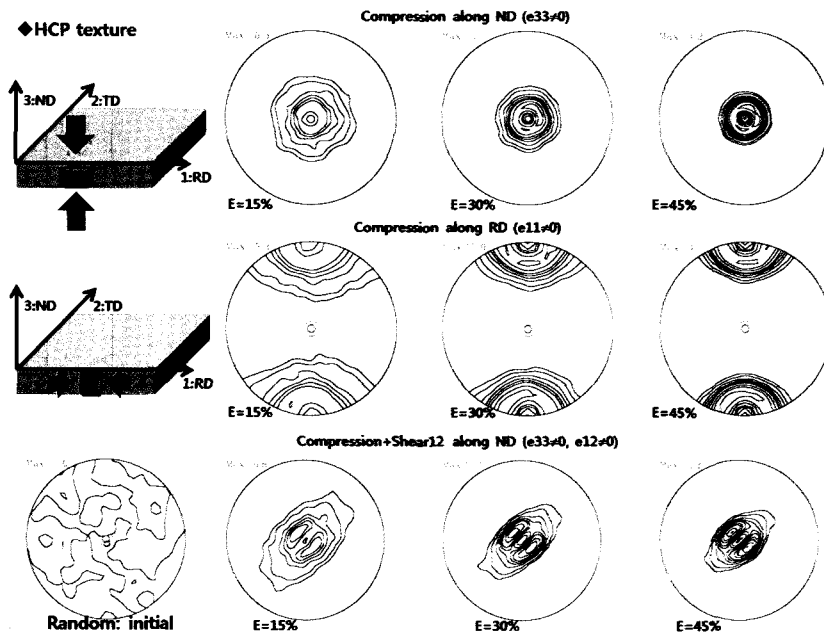 Compression along ND (e33≠0)
◆HCP texture
3:ND
2:TD
1:RD
E=15%
E=30%
E=45%
Compression along RD (e11≠0)
3:ND
2:TD
1:RD
E=15%
E=30%
E=45%
Compression+Shear12 along ND (e33≠0, e12≠0)
Random: initial
E=15%
E=30%
E=45%